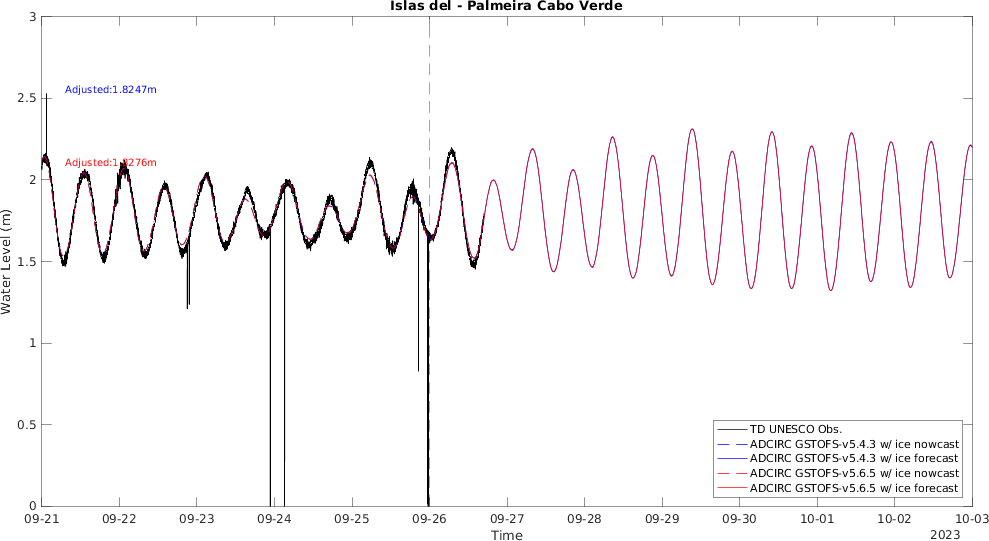 Islas del - Palmeira Cabo Verde
3
2.5
2
1.5
1
0.5
0
Water Level (m)
Adjusted:1.8247m
Adjusted:1.8276m
TD UNESCO Obs.
ADCIRC GSTOFS-v5.4.3 w/ ice nowcast
ADCIRC GSTOFS-v5.4.3 w/ ice forecast
ADCIRC GSTOFS-v5.6.5 w/ ice nowcast
ADCIRC GSTOFS-v5.6.5 w/ ice forecast
09-21 09-22 09-23 09-24 09-25 09-26 09-27 09-28 09-29 09-30 10-01 10-02 10-03
Time
2023